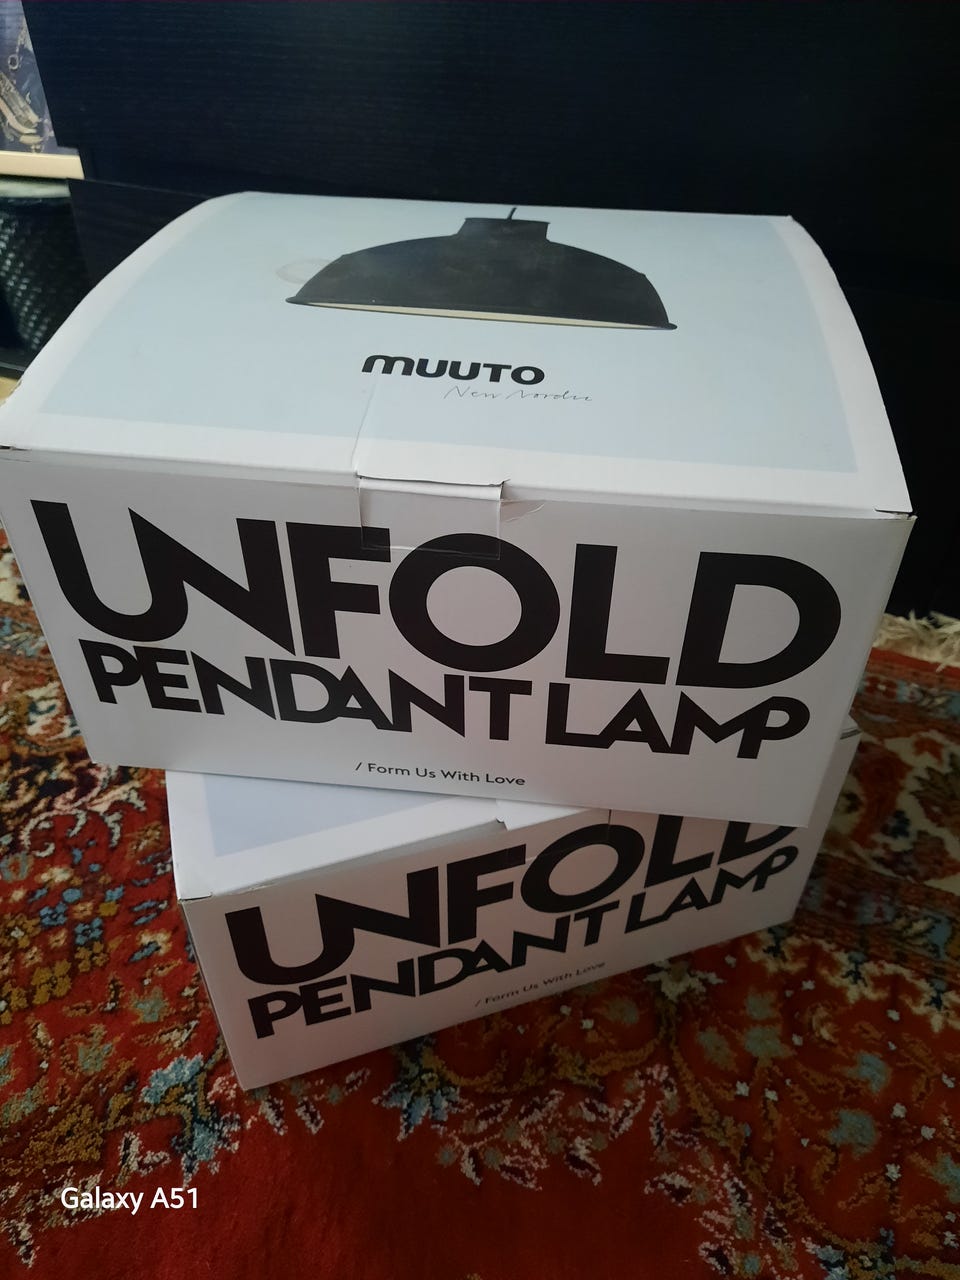 muuto
New Nordic
UNFOLD
PENDANT LAMP
/ Form Us With Love
UNFOLD
PENDANT LAMP
/ Form Us With Love
Galaxy A51